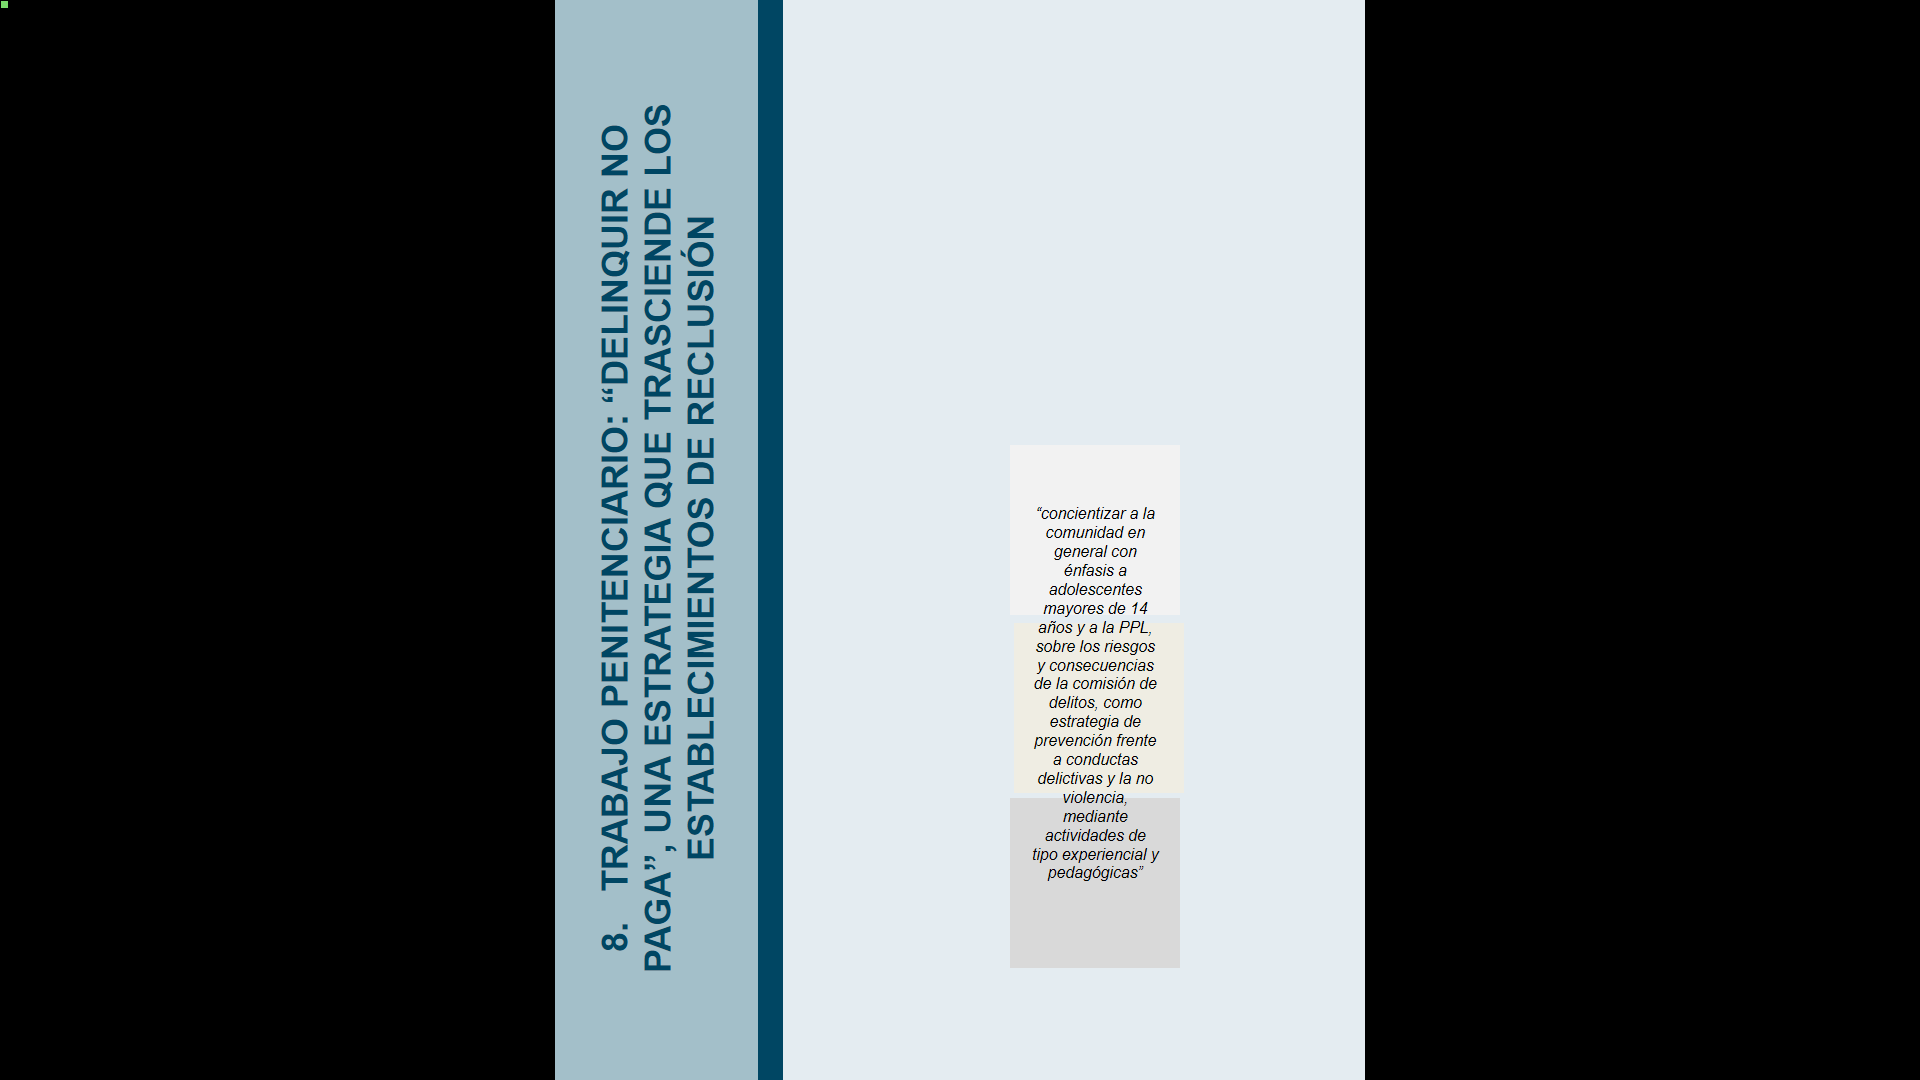 8. TRABAJO PENITENCIARIO: “DELINQUIR NO
PAGA”, UNA ESTRATEGIA QUE TRASCIENDE LOS
ESTABLECIMIENTOS DE RECLUSIÓN
“concientizar a la
comunidad en
general con
énfasis a
adolescentes
mayores de 14
años y a la PPL,
sobre los riesgos
y consecuencias
de la comisión de
delitos, como
estrategia de
prevención frente
a conductas
delictivas y la no
violencia,
mediante
actividades de
tipo experiencial y
pedagógicas”